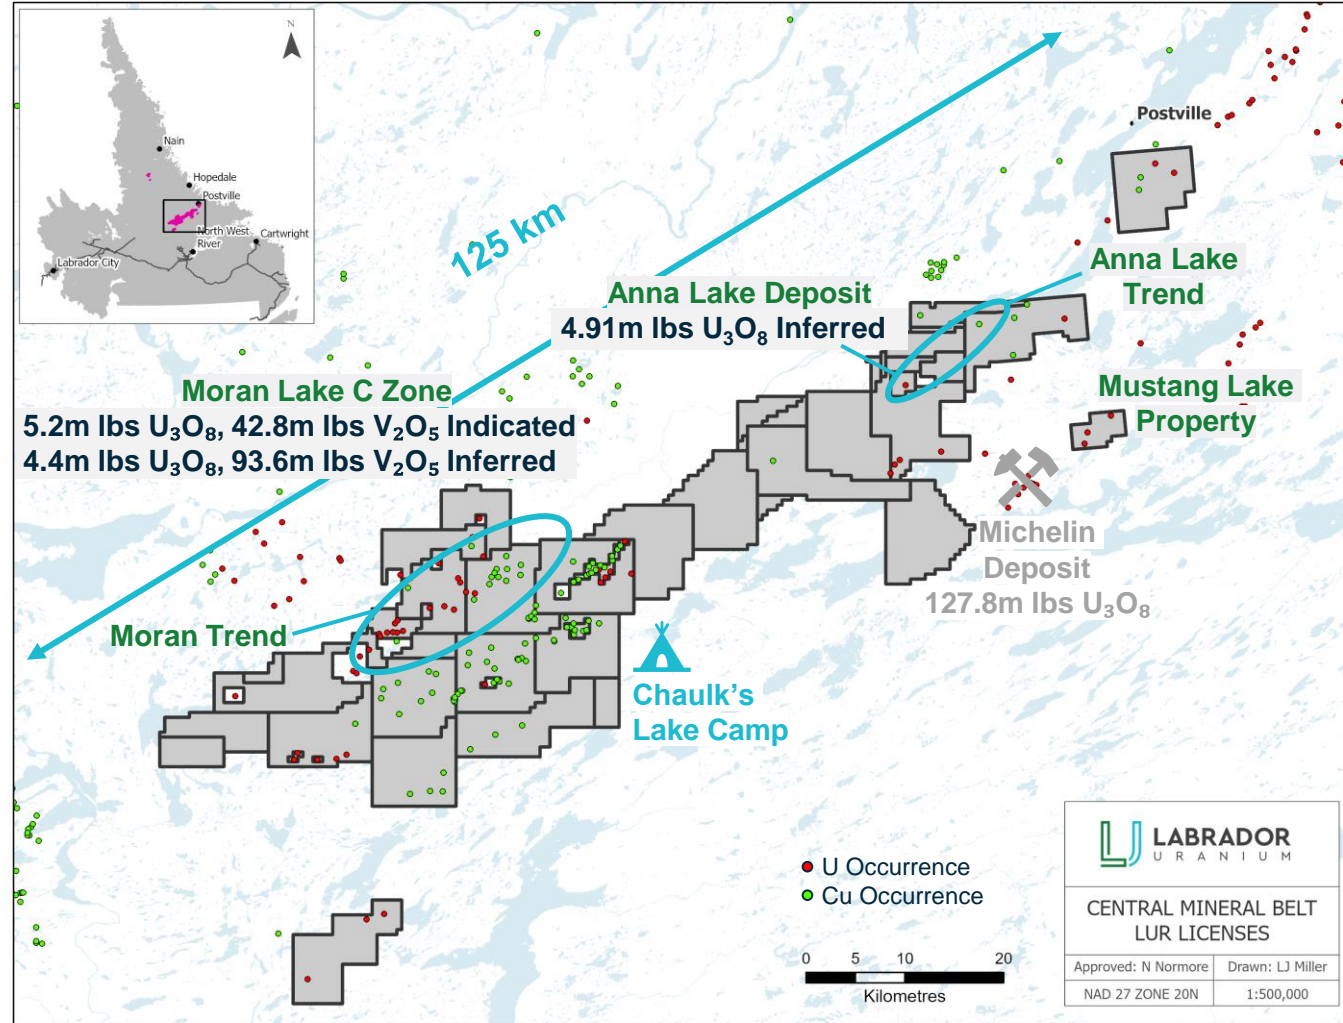 N
Nain
Hopedale
Postville
North West
River
Cartwright
Labrador City
125 km
Postville
Anna Lake
Trend
Anna Lake Deposit
4.91m lbs U₃O₈ Inferred
Moran Lake C Zone
5.2m lbs U₃O₈, 42.8m lbs V₂O₅ Indicated
4.4m lbs U₃O₈, 93.6m lbs V₂O₅ Inferred
Mustang Lake
Property
Michelin
Deposit
127.8m lbs U₃O₈
Moran Trend
Chaulk’s
Lake Camp
U Occurrence
Cu Occurrence
0 5 10 20
Kilometres
LABRADOR
URANIUM
CENTRAL MINERAL BELT
LUR LICENSES
Approved: N Normore Drawn: LJ Miller
NAD 27 ZONE 20N 1:500,000